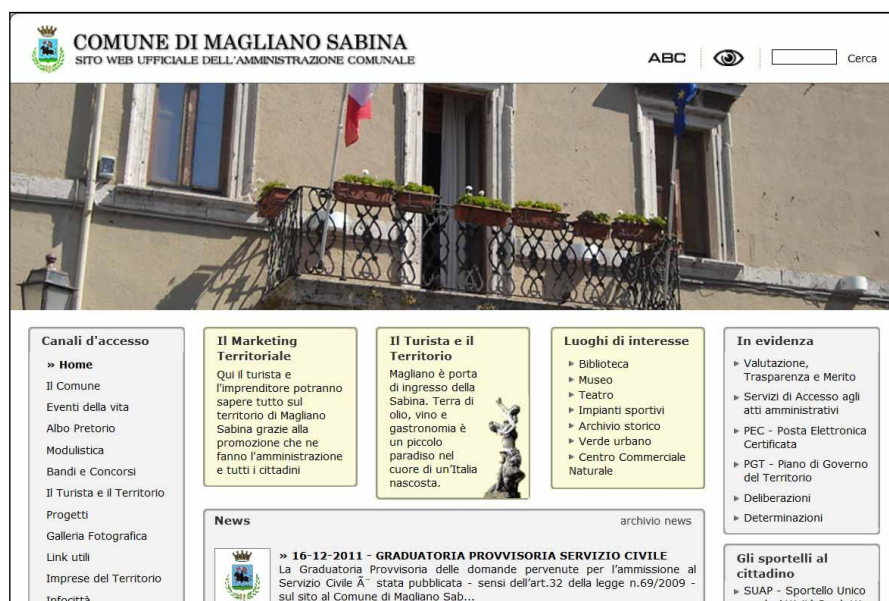 COMUNE DI MAGLIANO SABINA
SITO WEB UFFICIALE DELL'AMMINISTRAZIONE COMUNALE
ABC
Cerca
Canali d'accesso
» Home
Il Comune
Eventi della vita
Albo Pretorio
Modulistica
Bandi e Concorsi
Il Turista e il Territorio
Progetti
Galleria Fotografica
Link utili
Imprese del Territorio
Infocittà
Il Marketing
Territoriale
Qui il turista e
l'imprenditore potranno
sapere tutto sul
territorio di Magliano
Sabina grazie alla
promozione che ne
fanno l'amministrazione
e tutti i cittadini
Il Turista e il
Territorio
Magliano è porta
di ingresso della
Sabina. Terra di
olio, vino e
gastronomia è
un piccolo
paradiso nel
cuore di un'Italia
nascosta.
Luoghi di interesse
Biblioteca
Museo
Teatro
Impianti sportivi
Archivio storico
Verde urbano
Centro Commerciale
Naturale
News
archivio news
» 16-12-2011 - GRADUATORIA PROVVISORIA SERVIZIO CIVILE
La Graduatoria Provvisoria delle domande pervenute per l'ammissione al
Servizio Civile Ã¨ stata pubblicata - sensi dell'art.32 della legge n.69/2009 -
sul sito al Comune di Magliano Sab...
In evidenza
Valutazione,
Trasparenza e Merito
Servizi di Accesso agli
atti amministrativi
PEC - Posta Elettronica
Certificata
PGT - Piano di Governo
del Territorio
Deliberazioni
Determinazioni
Gli sportelli al
cittadino
SUAP - Sportello Unico